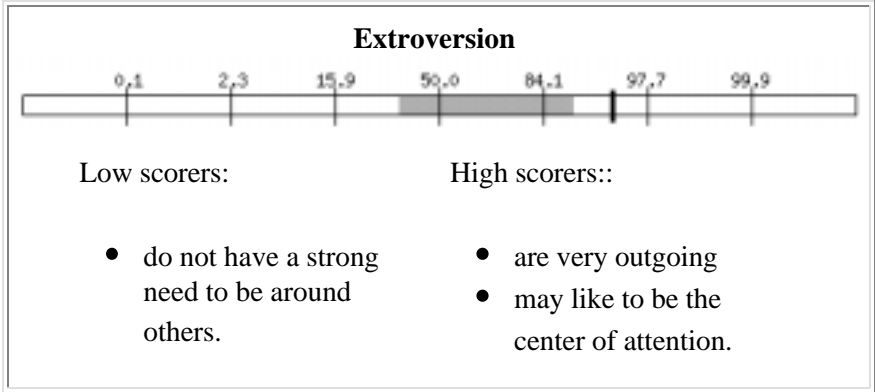 Extroversion
0.1 2.3 15.9 50.0 84.1 97.7 99.9
Low scorers:
do not have a strong
need to be around
others.
High scorers::
are very outgoing
may like to be the
center of attention.